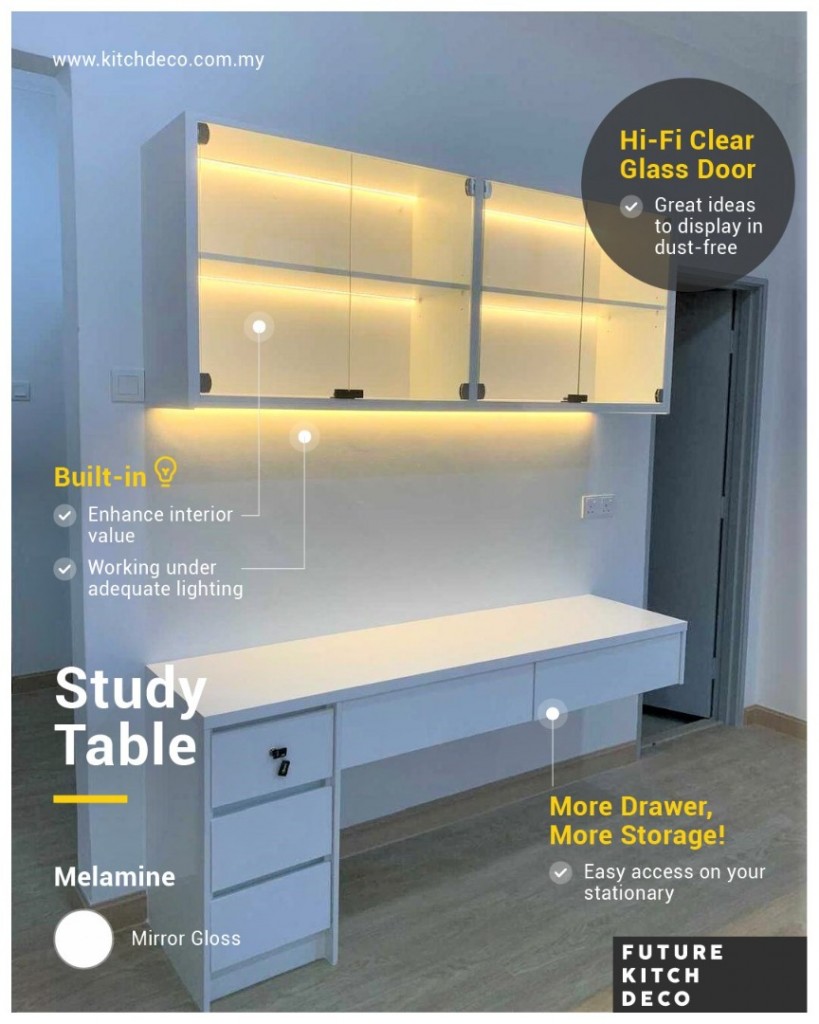 www.kitchdeco.com.my
Hi-Fi Clear
Glass Door
Great ideas
to display in
dust-free
Built-in
Enhance interior
value
Working under
adequate lighting
Study
Table
More Drawer,
More Storage!
Easy access on your
stationary
Melamine
Mirror Gloss
FUTURE
KITCH
DECO